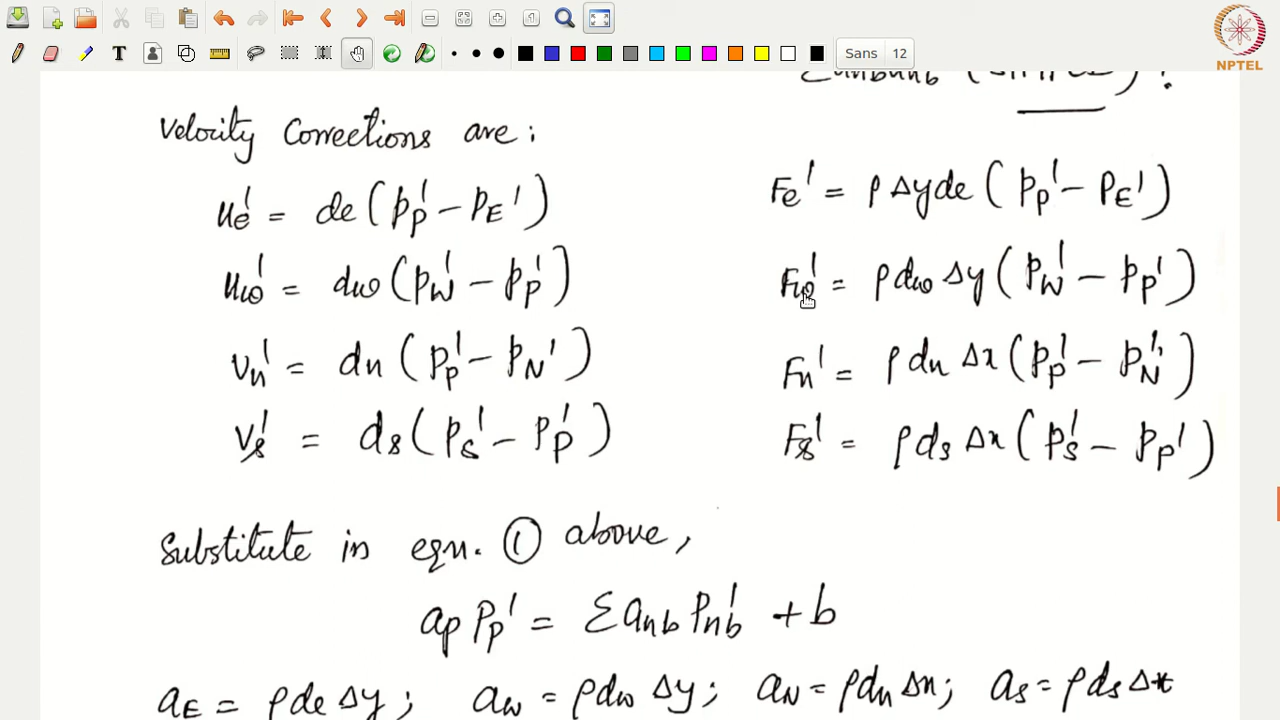 Sans 12
NPTEL
(SIMPLE)?
Velocity Corrections are:
ue' = de(pp' - pE')
Fe' = ρ Δy de (pp' - pE')
uw' = dw(pw' - pp')
Fw' = ρ dw Δy (pw' - pp')
vn' = dn (pp' - pN')
Fn' = ρ dn Δx (pp' - pN')
vs' = ds(ps' - pp')
Fs' = ρ ds Δx (ps' - pp')
Substitute in eqn. ① above,
ap pp' = Σ anb pnb' + b
aE = ρ de Δy; aw = ρ dw Δy; aN = ρ dn Δx; as = ρ ds Δx